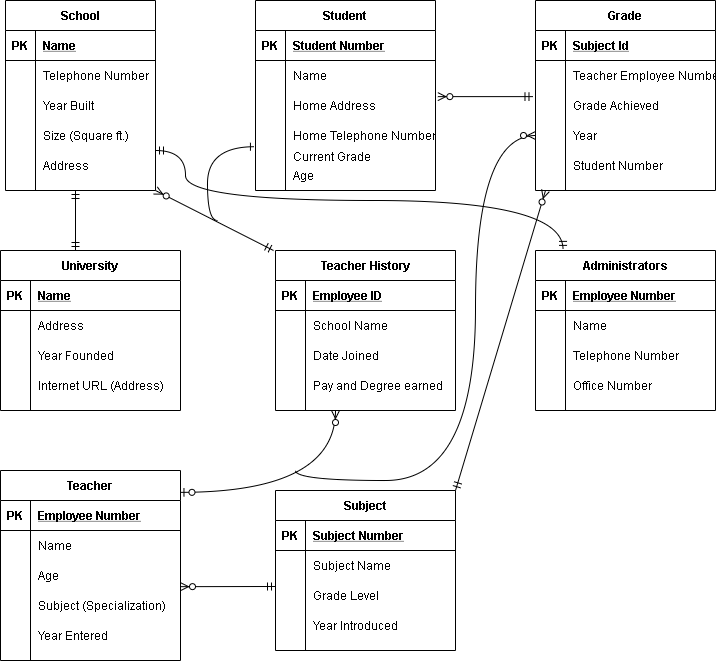 School
PK Name
Telephone Number
Year Built
Size (Square ft.)
Address
Student
PK Student Number
Name
Home Address
Home Telephone Number
Current Grade
Age
Grade
PK Subject Id
Teacher Employee Numbe
Grade Achieved
Year
Student Number
University
PK Name
Address
Year Founded
Internet URL (Address)
Teacher History
PK Employee ID
School Name
Date Joined
Pay and Degree earned
Administrators
PK Employee Number
Name
Telephone Number
Office Number
Teacher
PK Employee Number
Name
Age
Subject (Specialization)
Year Entered
Subject
PK Subject Number
Subject Name
Grade Level
Year Introduced